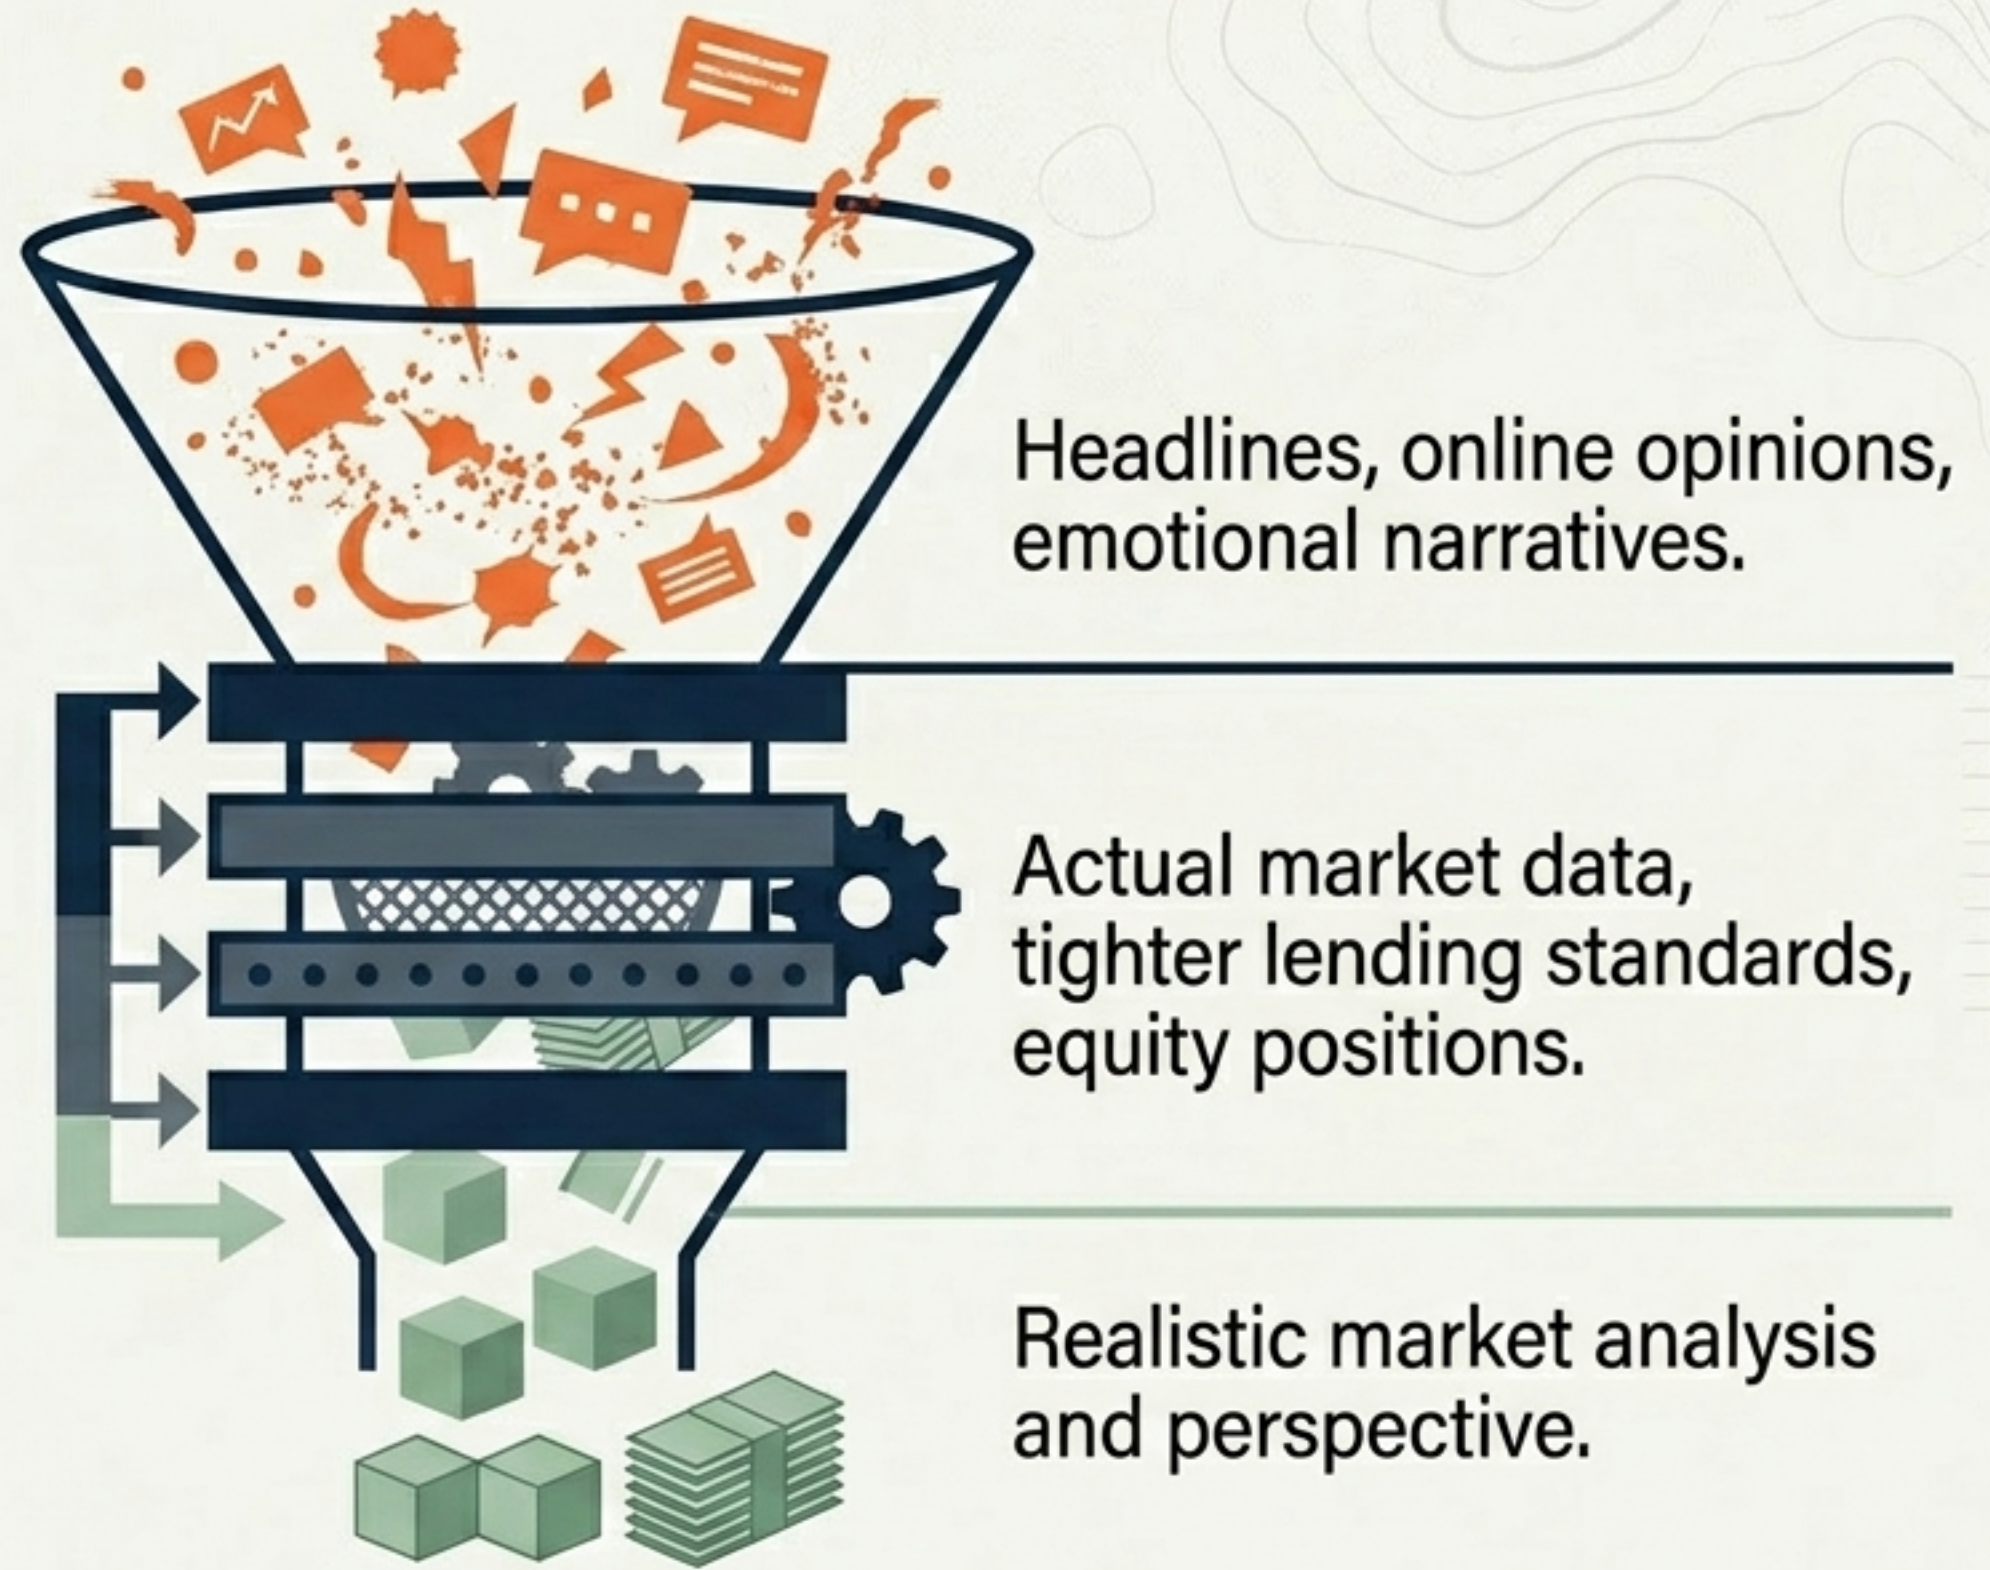 Headlines, online opinions,
emotional narratives.
Actual market data,
tighter lending standards,
equity positions.
Realistic market analysis
and perspective.